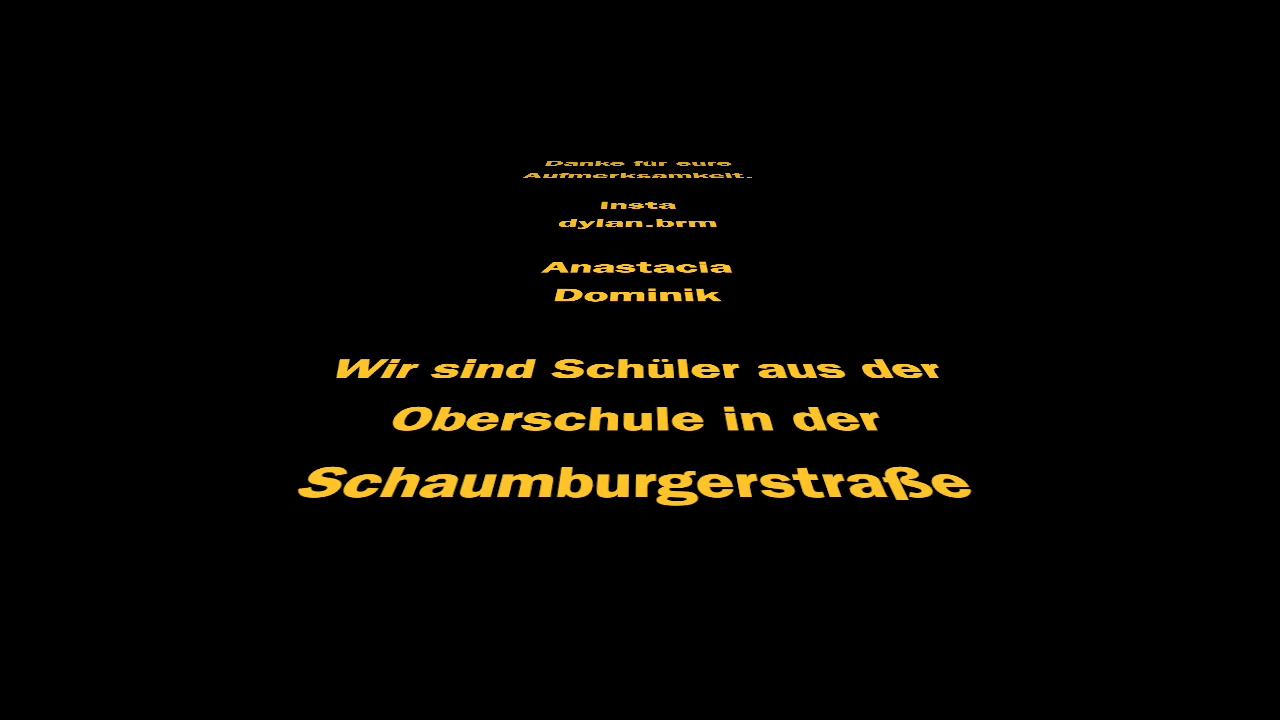 Danke für eure
Aufmerksamkeit.
Insta
dylan.brm
Anastacia
Dominik
Wir sind Schüler aus der
Oberschule in der
Schaumburgerstraße